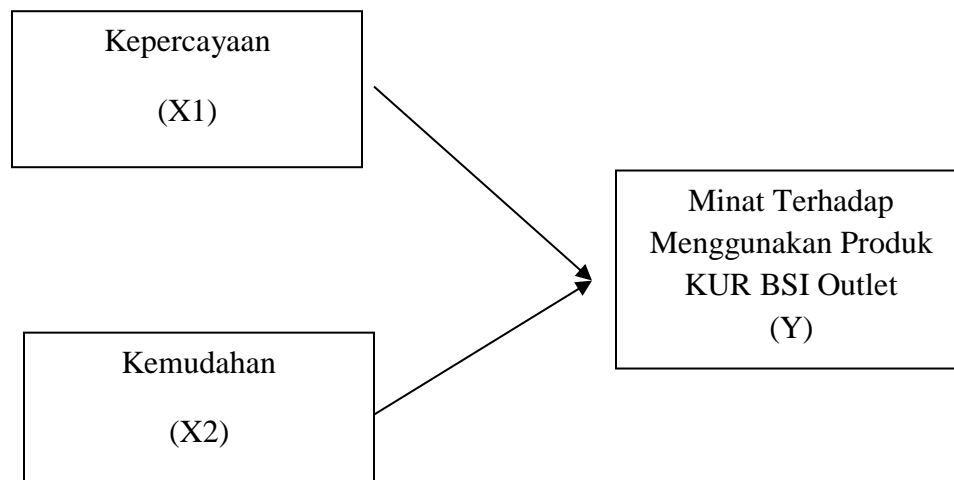 Kepercayaan
(X1)
Minat Terhadap
Menggunakan Produk
KUR BSI Outlet
(Y)
Kemudahan
(X2)